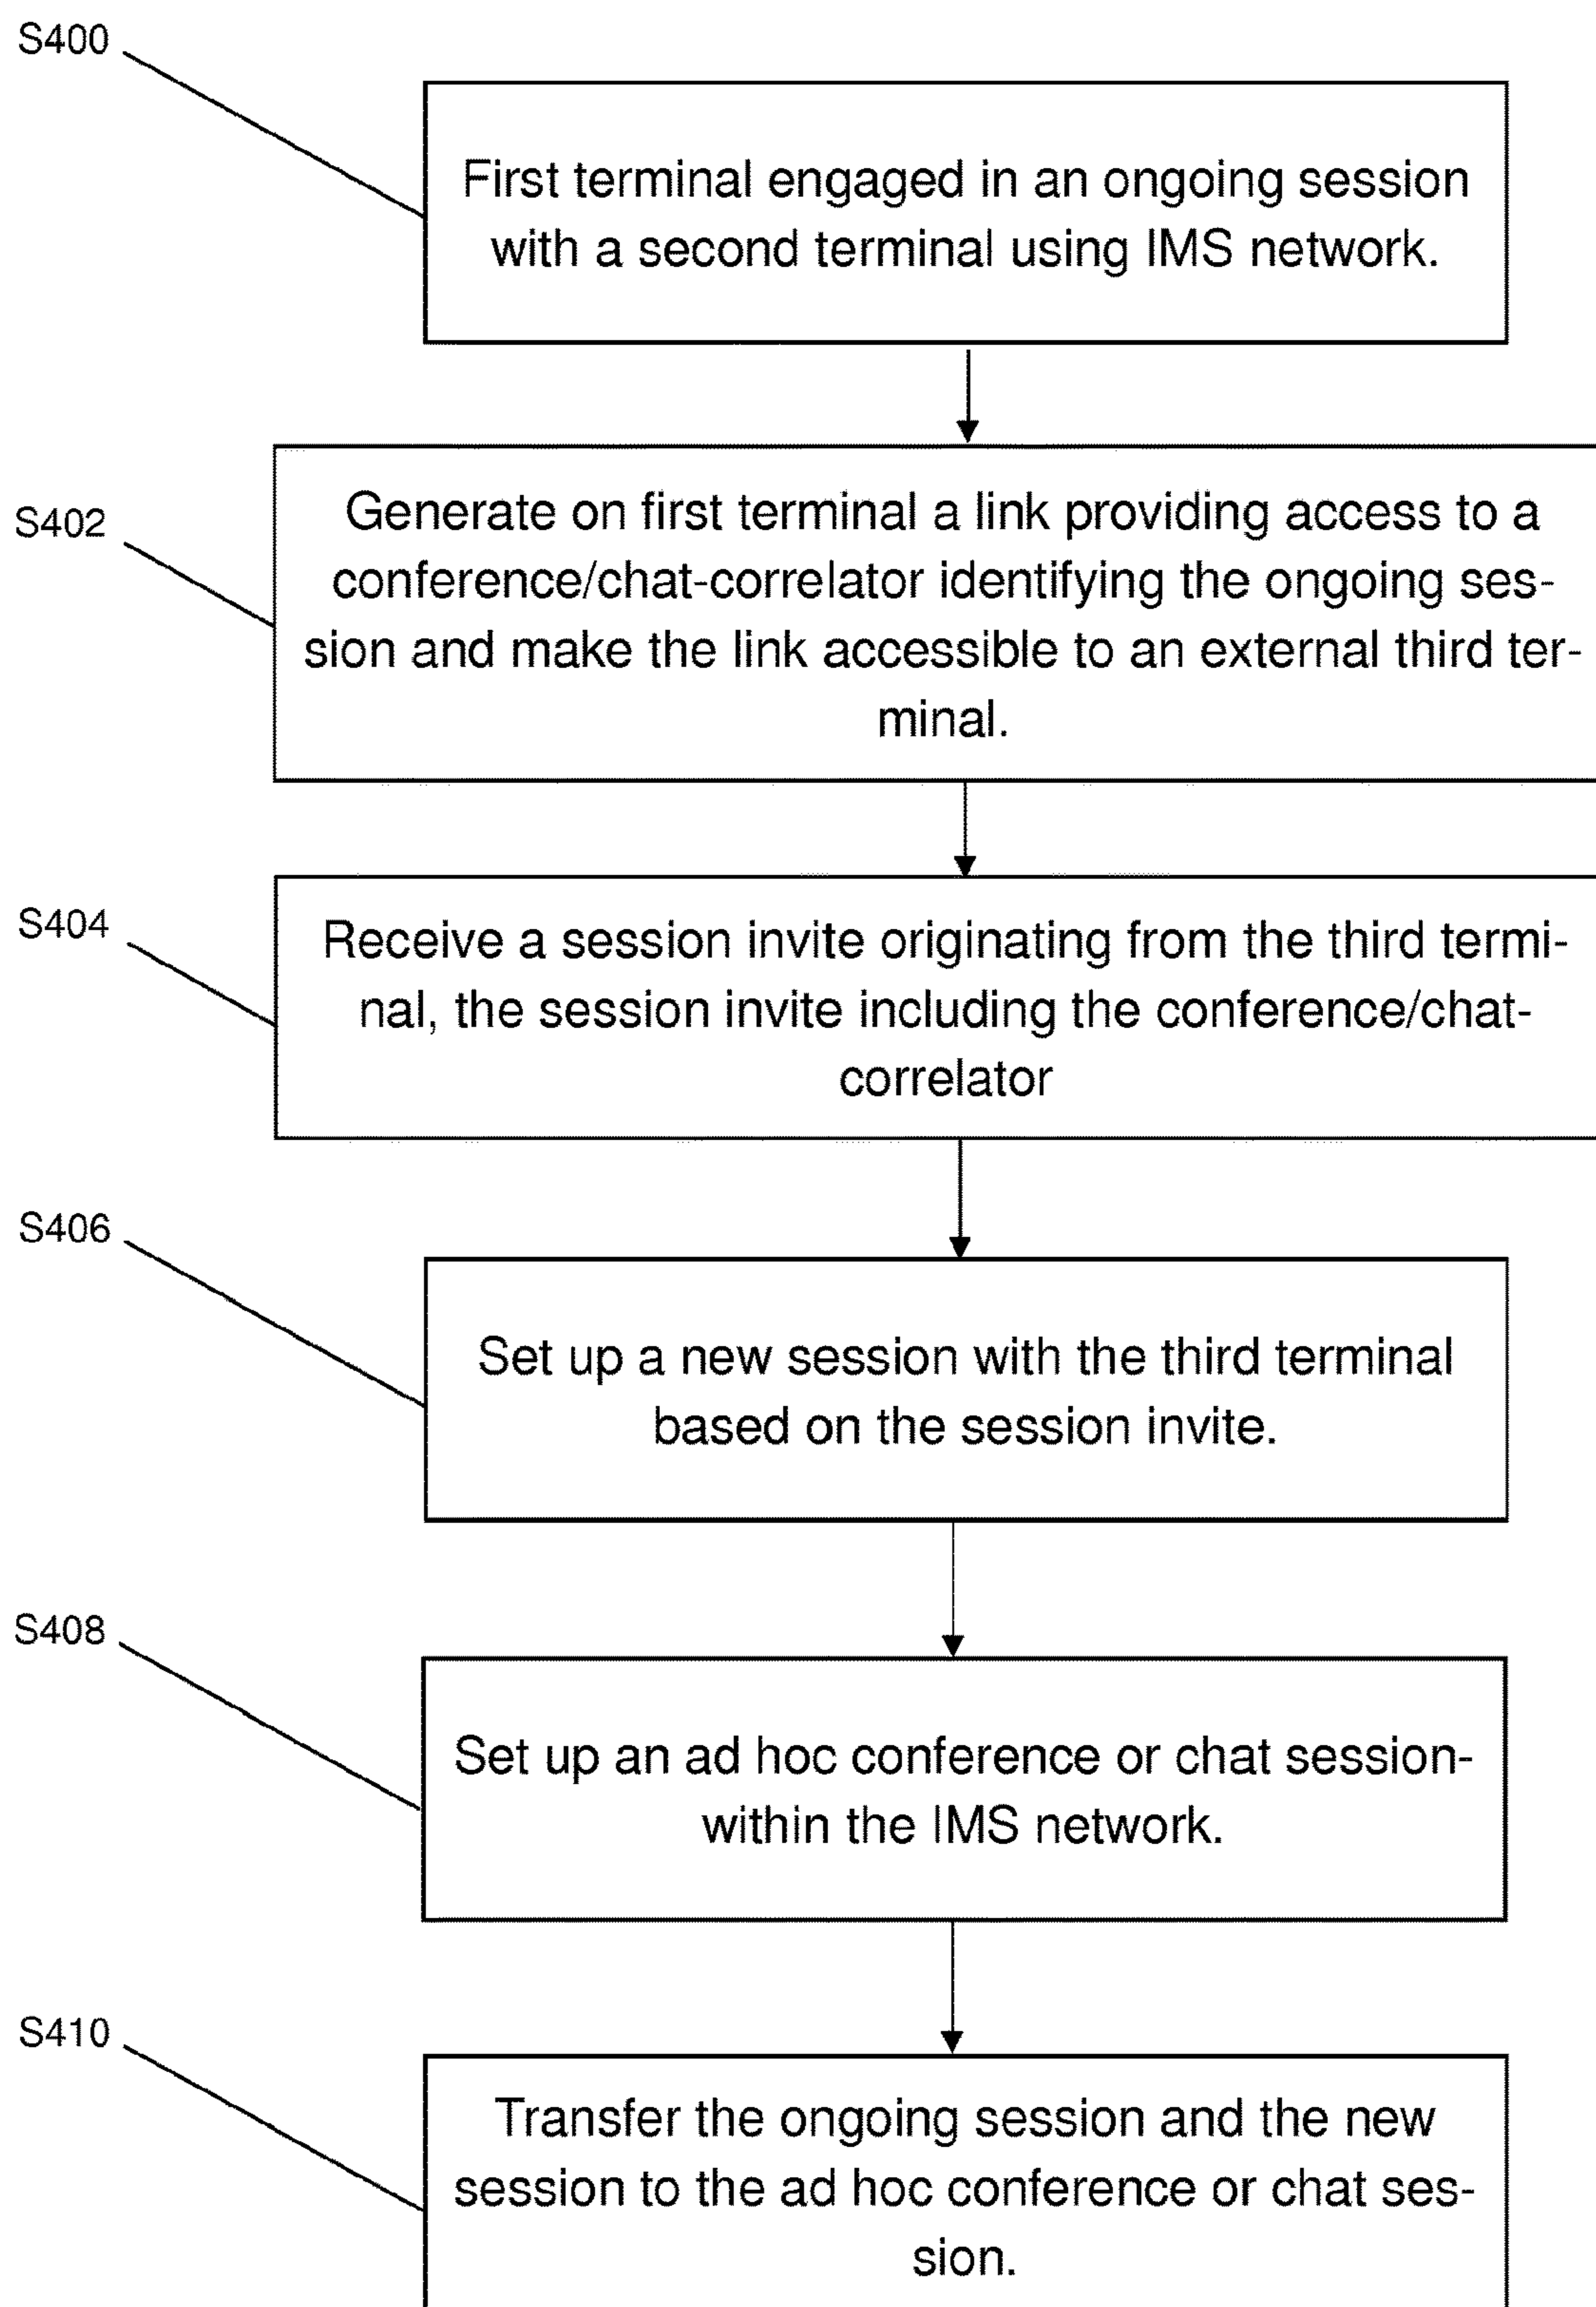 S400
First terminal engaged in an ongoing session
with a second terminal using IMS network.
S402
Generate on first terminal a link providing access to a
conference/chat-correlator identifying the ongoing ses-
sion and make the link accessible to an external third ter-
minal.
S404
Receive a session invite originating from the third termi-
nal, the session invite including the conference/chat-
correlator
S406
Set up a new session with the third terminal
based on the session invite.
S408
Set up an ad hoc conference or chat session-
within the IMS network.
S410
Transfer the ongoing session and the new
session to the ad hoc conference or chat ses-
sion.